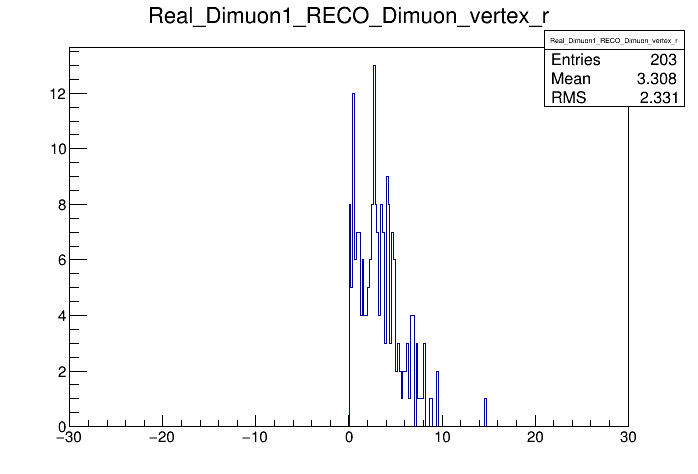 Real_Dimuon1_RECO_Dimuon_vertex_r
Real_Dimuon1_RECO_Dimuon_vertex_r
Entries 203
Mean 3.308
RMS 2.331
12
10
8
6
4
2
0
−30 −20 −10 0 10 20 30